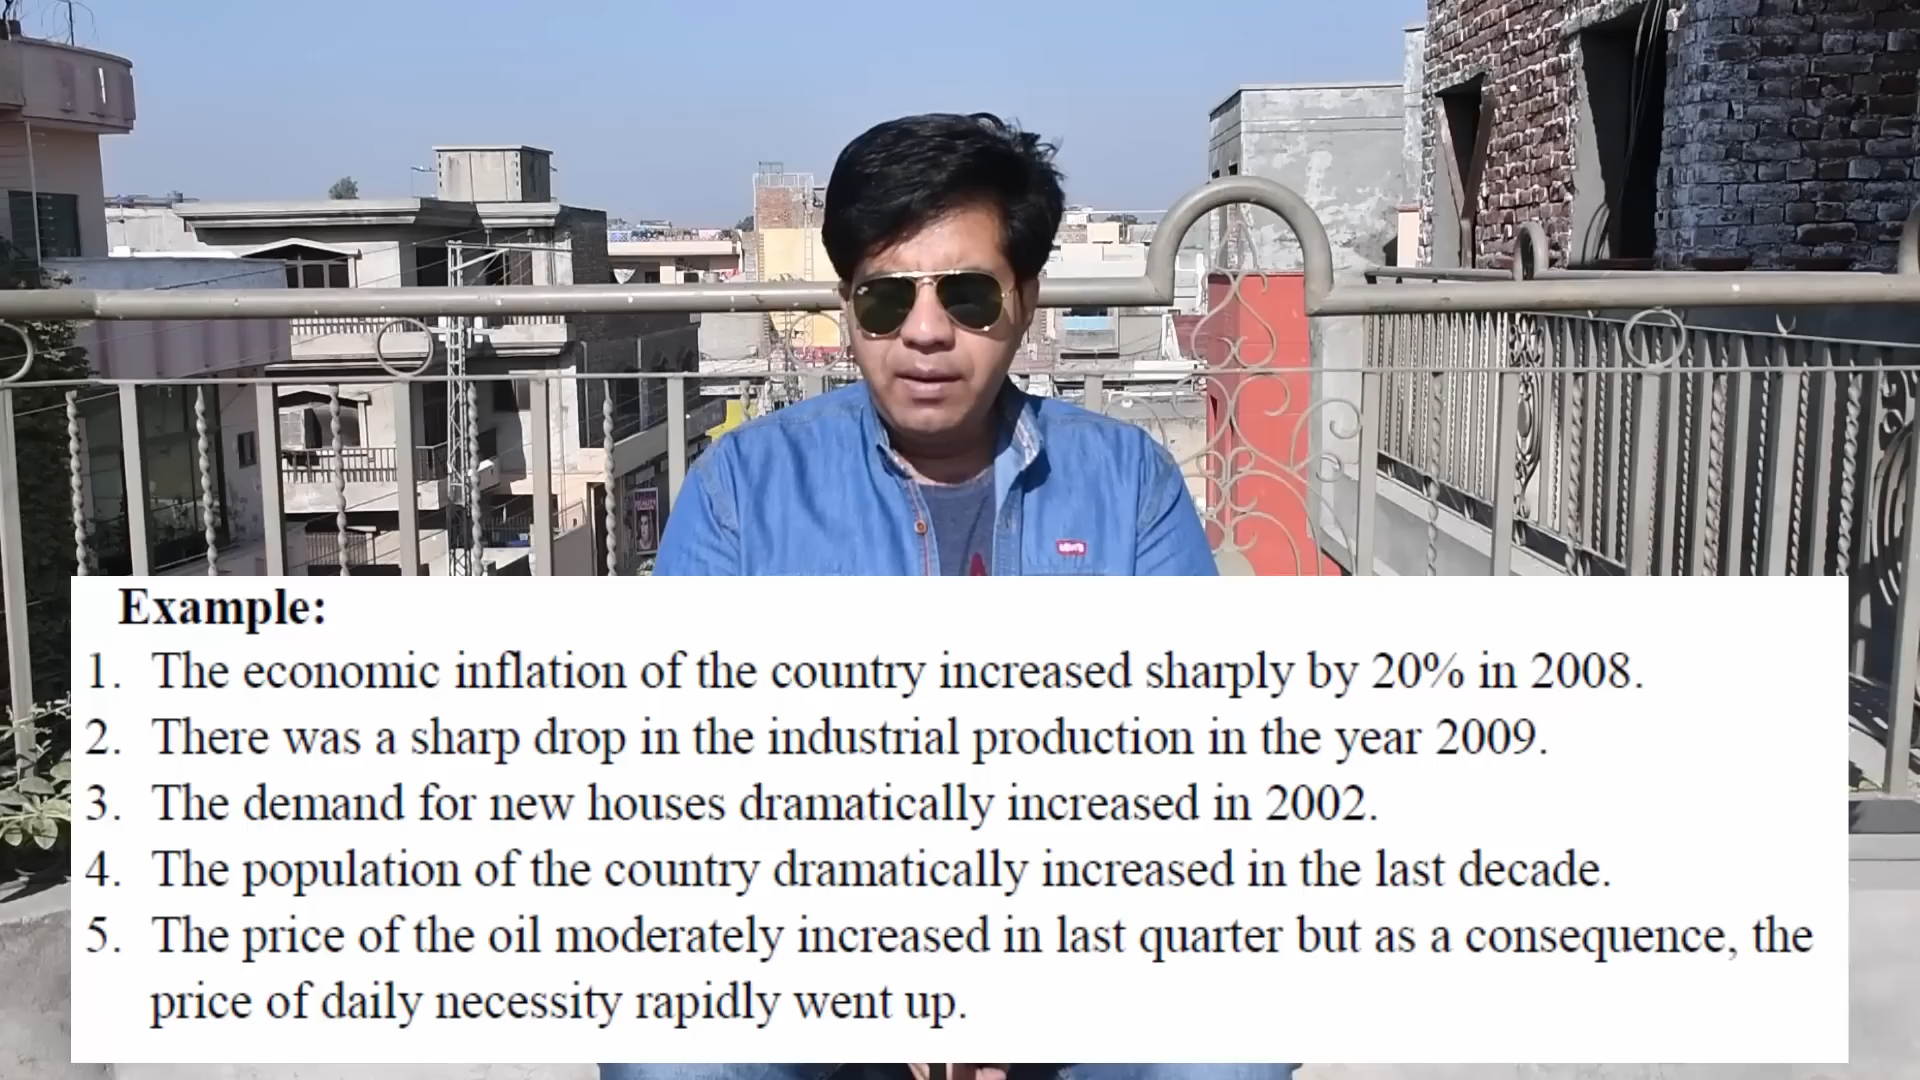 Example:
1. The economic inflation of the country increased sharply by 20% in 2008.
2. There was a sharp drop in the industrial production in the year 2009.
3. The demand for new houses dramatically increased in 2002.
4. The population of the country dramatically increased in the last decade.
5. The price of the oil moderately increased in last quarter but as a consequence, the
price of daily necessity rapidly went up.